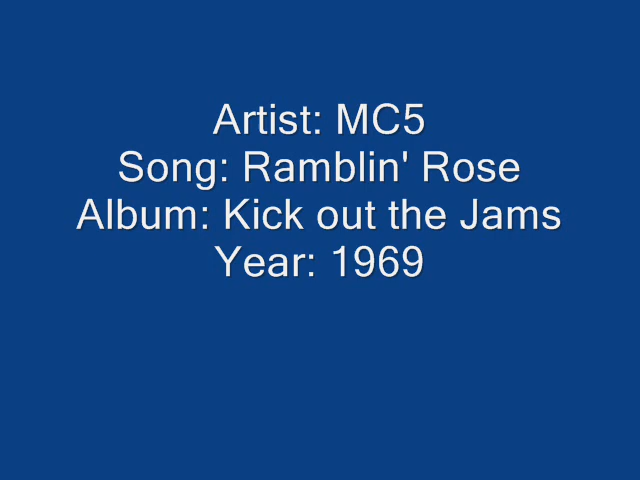 Artist: MC5
Song: Ramblin' Rose
Album: Kick out the Jams
Year: 1969